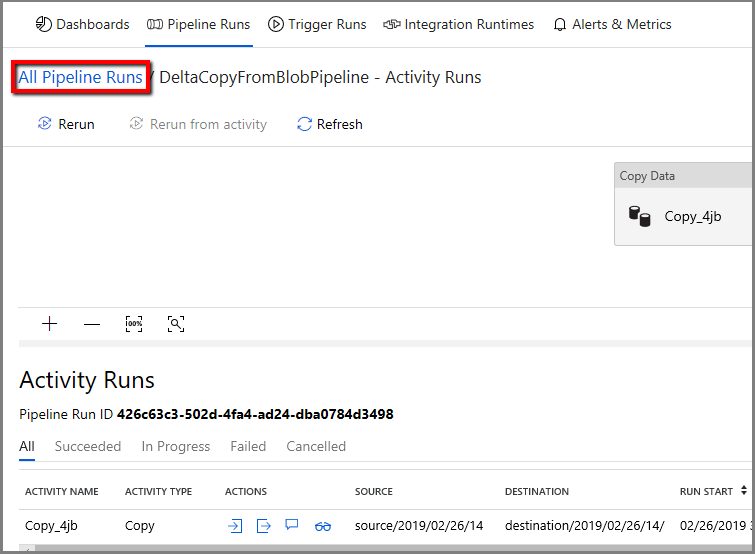 Dashboards Pipeline Runs Trigger Runs Integration Runtimes Alerts & Metrics
All Pipeline Runs / DeltaCopyFromBlobPipeline - Activity Runs
Rerun Rerun from activity Refresh
Copy Data
Copy_4jb
100%
Activity Runs
Pipeline Run ID 426c63c3-502d-4fa4-ad24-dba0784d3498
All Succeeded In Progress Failed Cancelled
ACTIVITY NAME ACTIVITY TYPE ACTIONS SOURCE DESTINATION RUN START
Copy_4jb Copy source/2019/02/26/14 destination/2019/02/26/14/ 02/26/2019